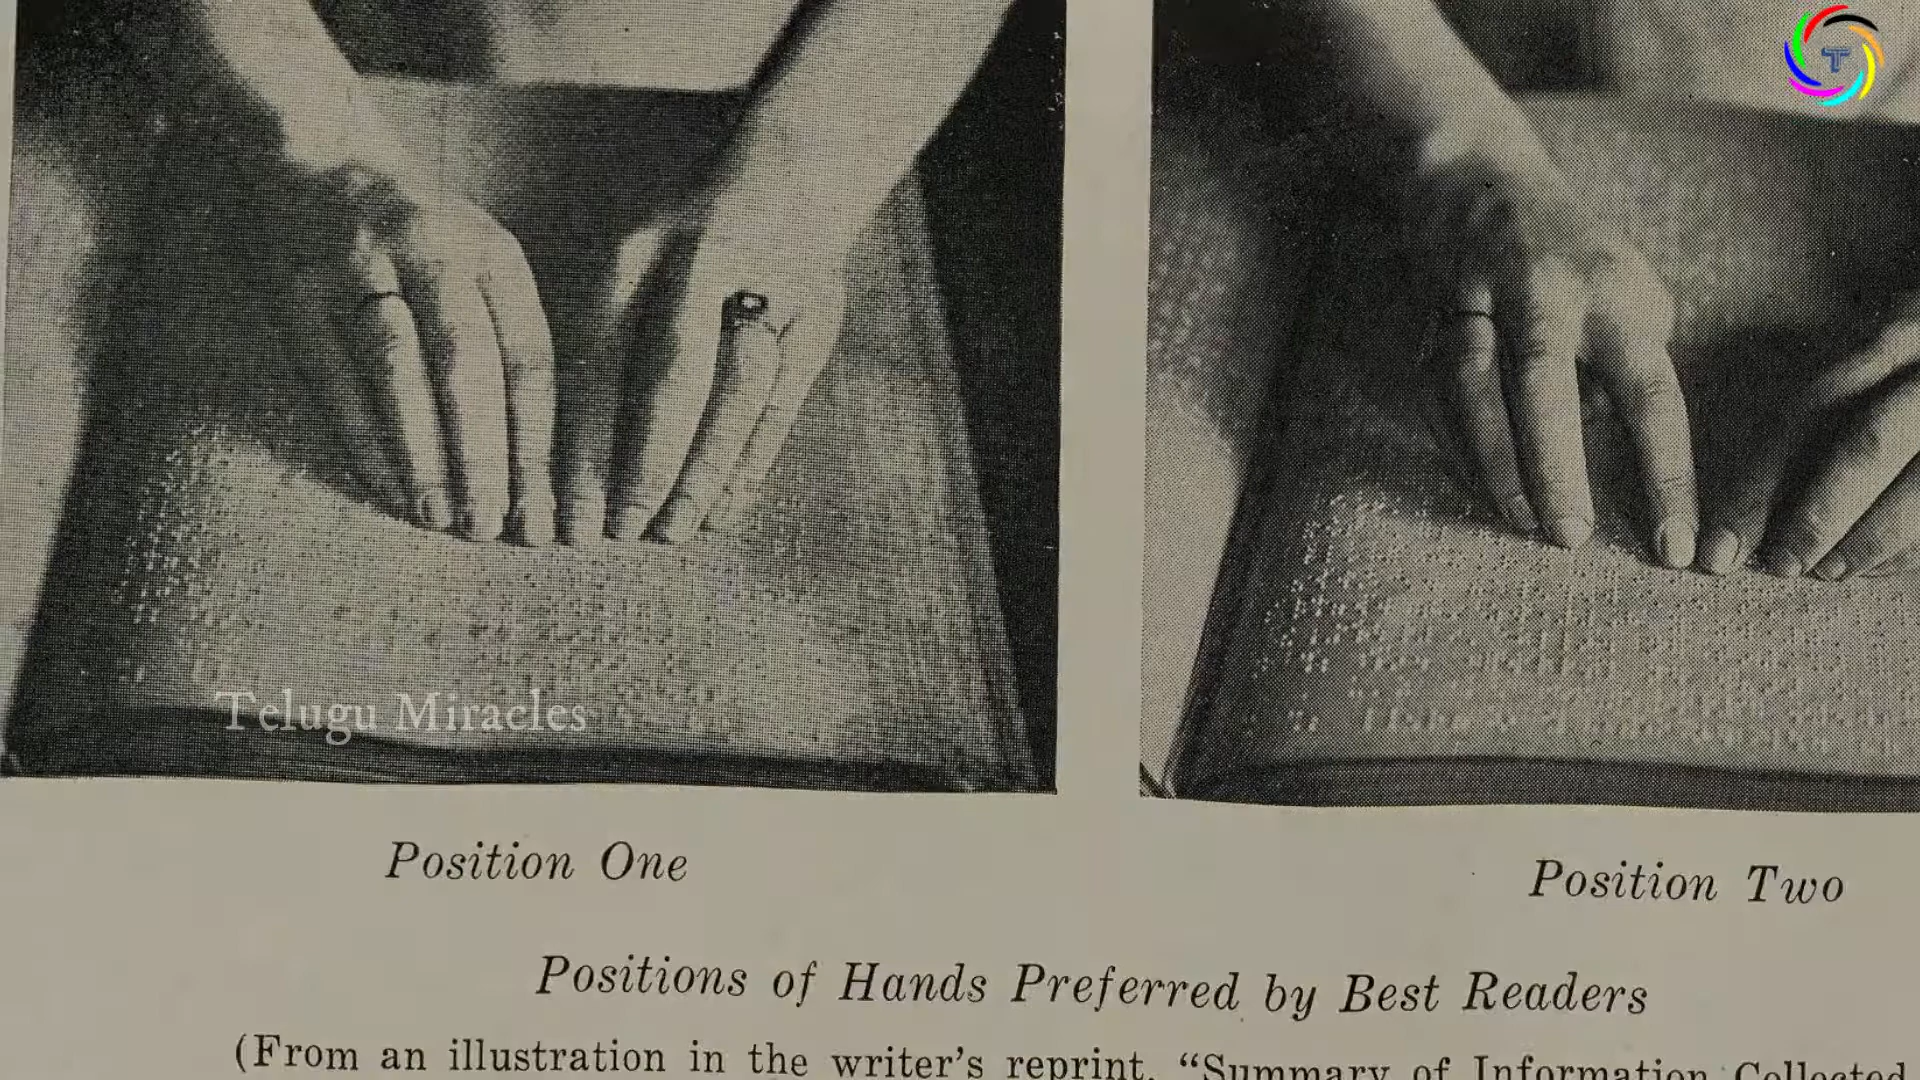 T
Telugu Miracles
Position One
Position Two
Positions of Hands Preferred by Best Readers
(From an illustration in the writer's reprint, “Summary of Information Collected